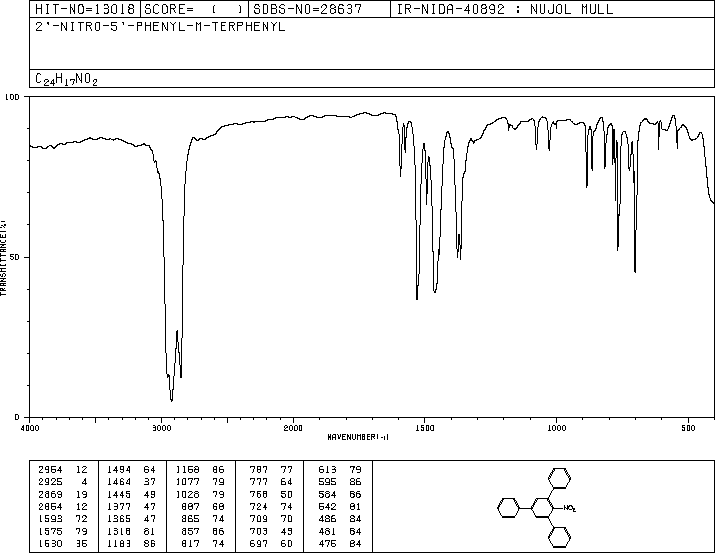 HIT-NO=13018 SCORE= ( ) SDBS-NO=28637 IR-NIDA-40892 : NUJOL MULL
2'-NITRO-5'-PHENYL-M-TERPHENYL
C24H17NO2
100
50
0
TRANSMITTANCE(%)
4000 3000 2000 1500 1000 500
WAVENUMBER(-1)
2954 12 1494 64 1158 86 787 77 613 79
2925 4 1464 37 1077 79 777 64 595 86
2869 19 1445 49 1028 79 768 50 584 86
2854 12 1377 47 887 68 724 74 542 81
1593 72 1365 47 865 74 709 70 486 84
1575 79 1318 81 857 86 703 49 481 84
1530 35 1183 86 817 74 697 60 476 84
NO2